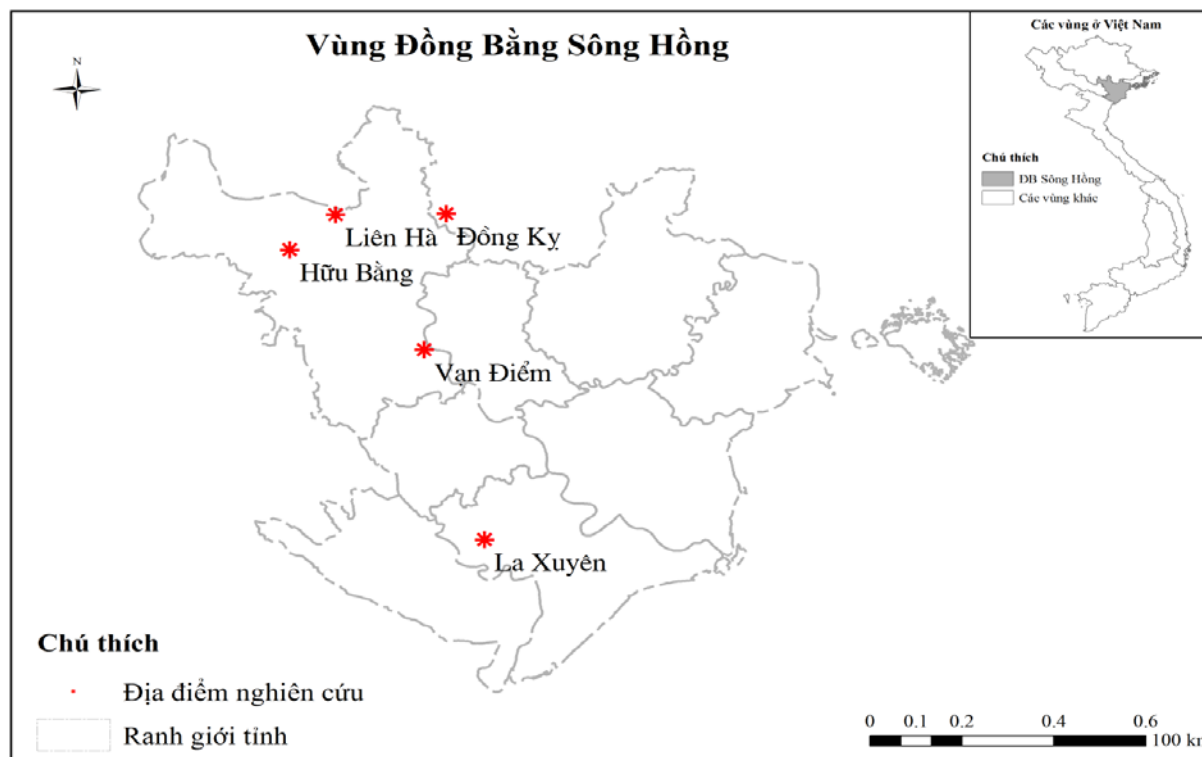 Vùng Đồng Bằng Sông Hồng
N
Liên Hà
Đồng Kỵ
Hữu Bằng
Vạn Điểm
La Xuyên
Chú thích
Địa điểm nghiên cứu
Ranh giới tỉnh
Các vùng ở Việt Nam
Chú thích
ĐB Sông Hồng
Các vùng khác
0 0.1 0.2 0.4 0.6
100 km